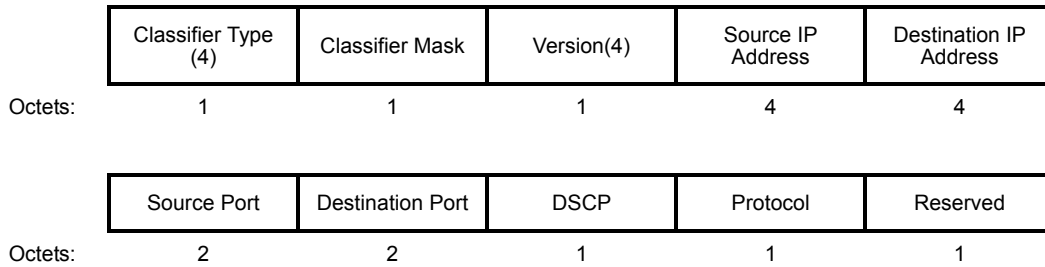 Classifier Type (4) Classifier Mask Version(4) Source IP Address Destination IP Address
Octets: 1 1 1 4 4
Source Port Destination Port DSCP Protocol Reserved
Octets: 2 2 1 1 1